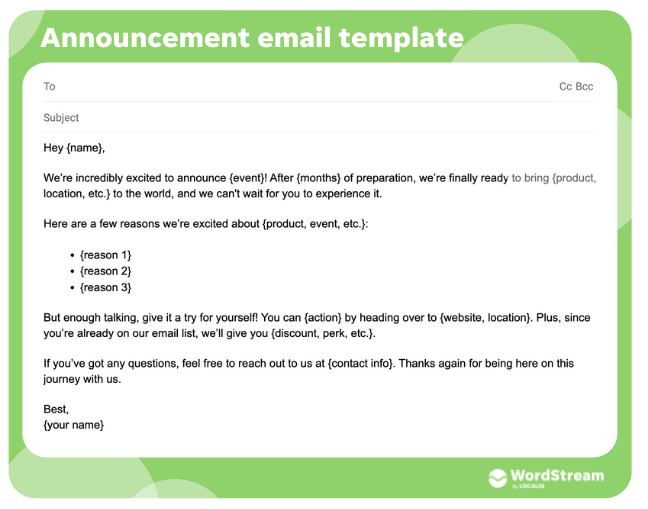 Announcement email template
To Cc Bcc
Subject
Hey {name},
We're incredibly excited to announce {event}! After {months} of preparation, we're finally ready to bring {product,
location, etc.} to the world, and we can't wait for you to experience it.
Here are a few reasons we're excited about {product, event, etc.}:
• {reason 1}
• {reason 2}
• {reason 3}
But enough talking, give it a try for yourself! You can {action} by heading over to {website, location}. Plus, since
you're already on our email list, we'll give you {discount, perk, etc.}.
If you've got any questions, feel free to reach out to us at {contact info}. Thanks again for being here on this
journey with us.
Best,
{your name}
WordStream
by LOCALiQ